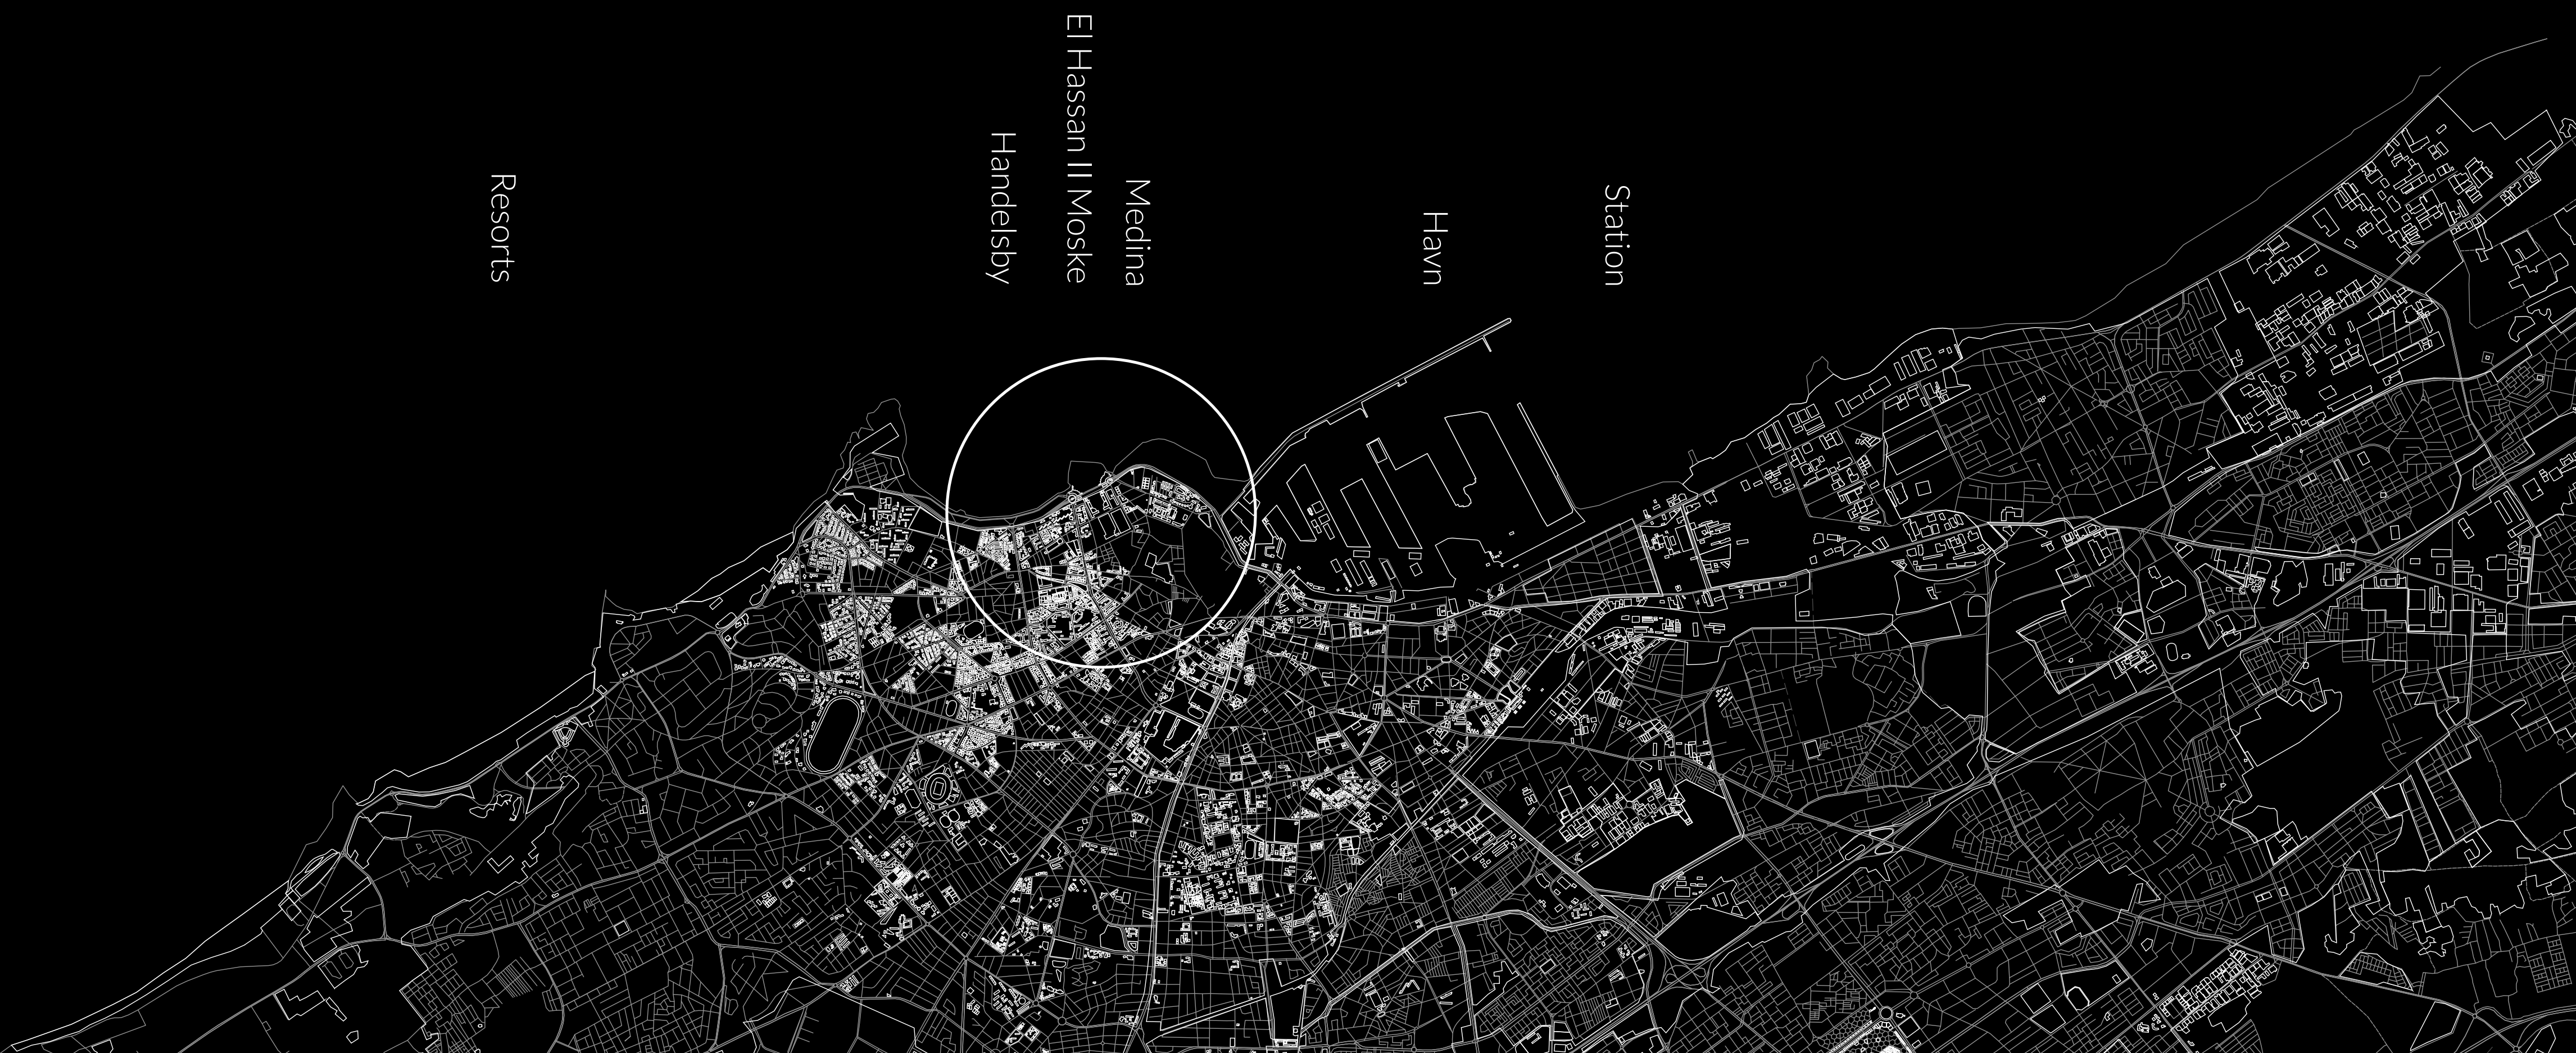 Resorts
Handelsby
El Hassan II Moske
Medina
Havn
Station